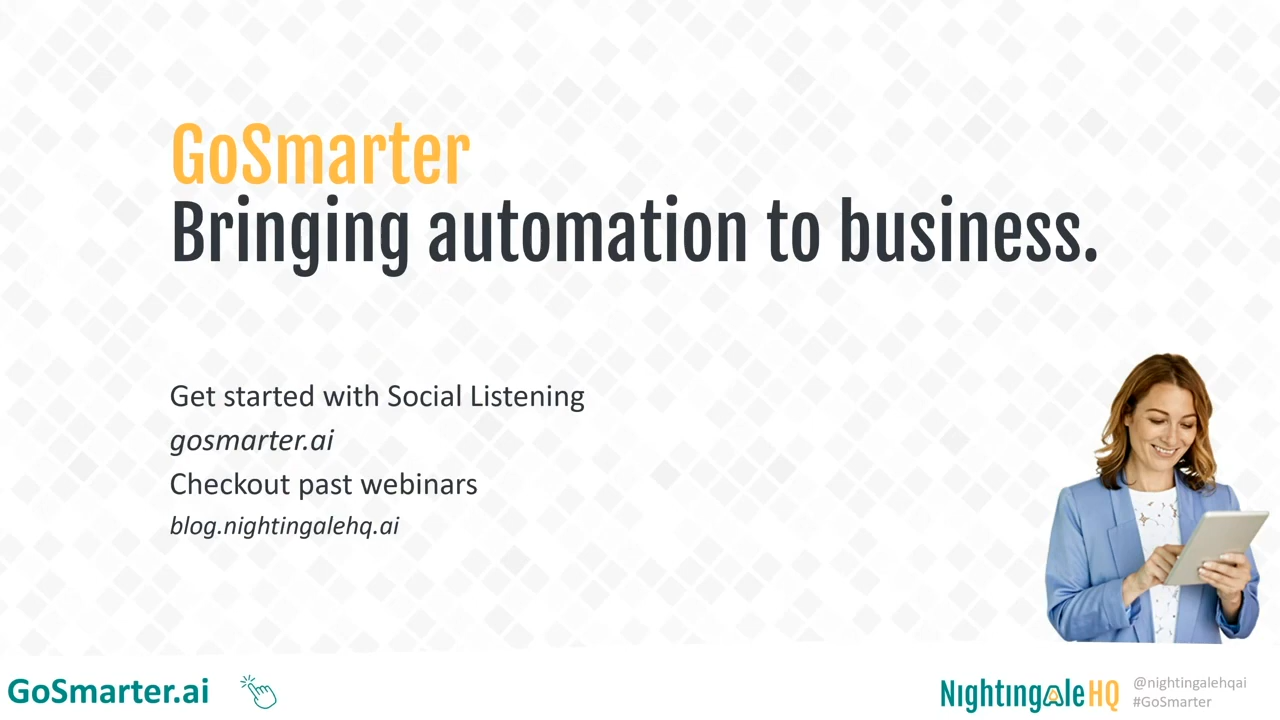 GoSmarter
Bringing automation to business.
Get started with Social Listening
gosmarter.ai
Checkout past webinars
blog.nightingalehq.ai
GoSmarter.ai
NightingaleHQ
@nightingalehqai
#GoSmarter